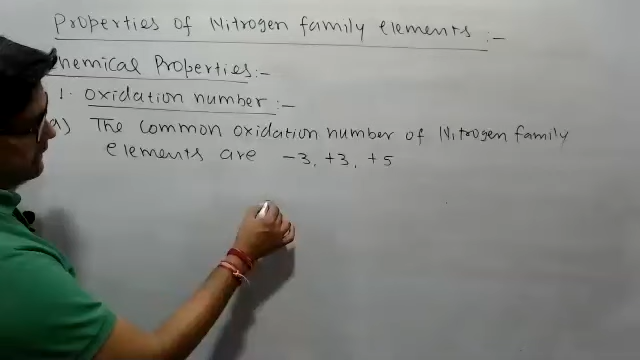 Properties of Nitrogen family elements :-
hemical Properties:-
1. Oxidation number :-
a) The common oxidation number of Nitrogen family
elements are -3, +3, +5